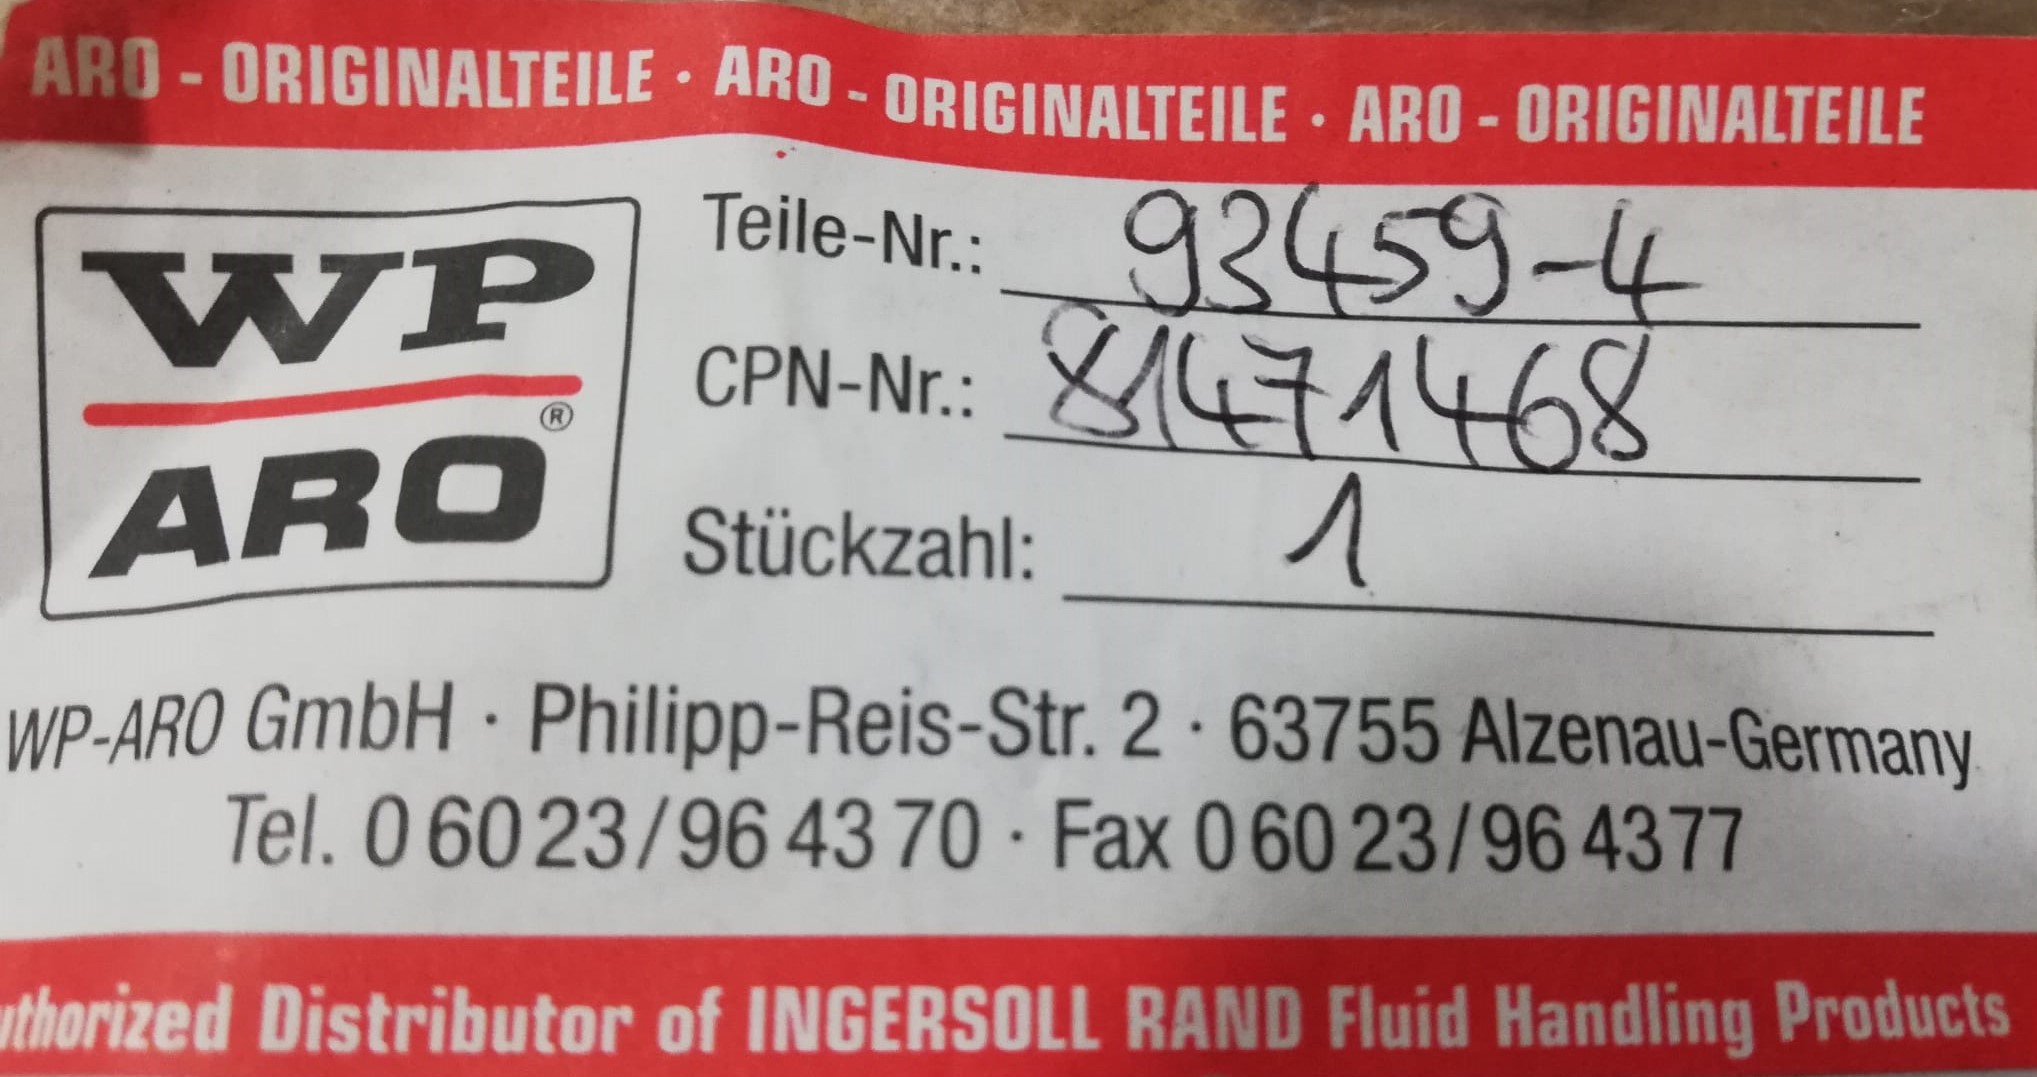 ARO - ORIGINALTEILE · ARO - ORIGINALTEILE · ARO - ORIGINALTEILE
WP
ARO®
Teile-Nr.: 93459-4
CPN-Nr.: 81471468
Stückzahl: 1
WP-ARO GmbH · Philipp-Reis-Str. 2 · 63755 Alzenau-Germany
Tel. 0 60 23/96 43 70 · Fax 0 60 23/96 43 77
uthorized Distributor of INGERSOLL RAND Fluid Handling Products